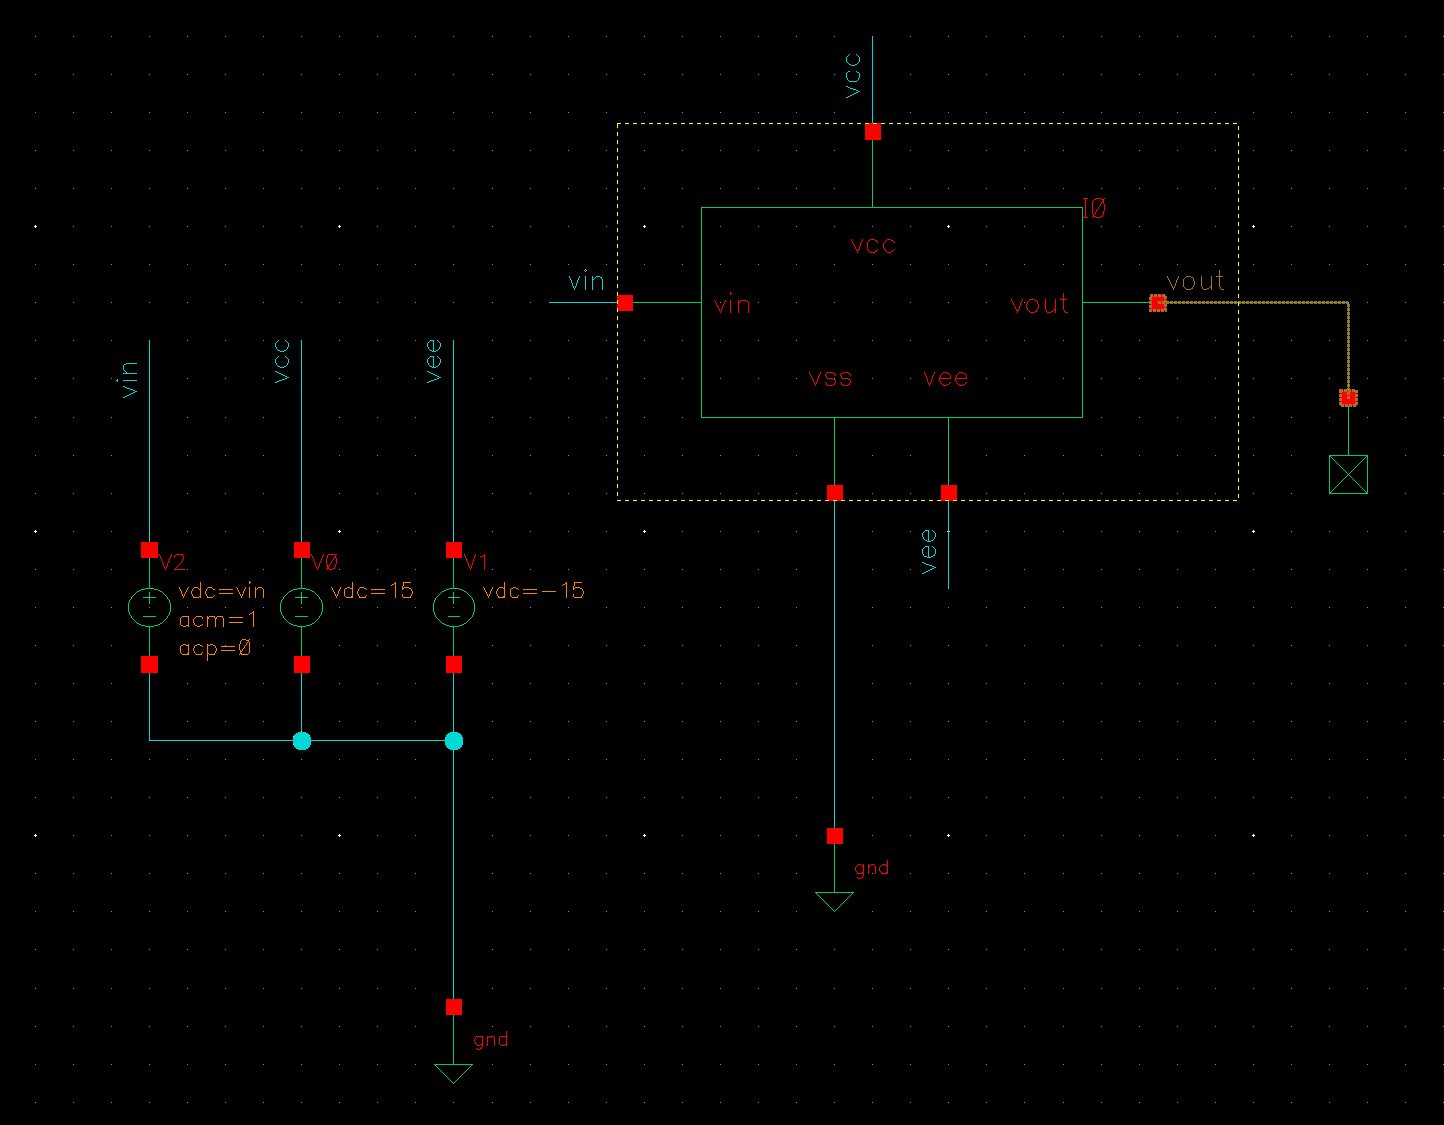 vcc
I0
vcc
vin
vin
vout
vout
vss
vee
vin
vcc
vee
vee
V2
vdc=vin
acm=1
acp=0
V0
vdc=15
V1
vdc=-15
gnd
gnd